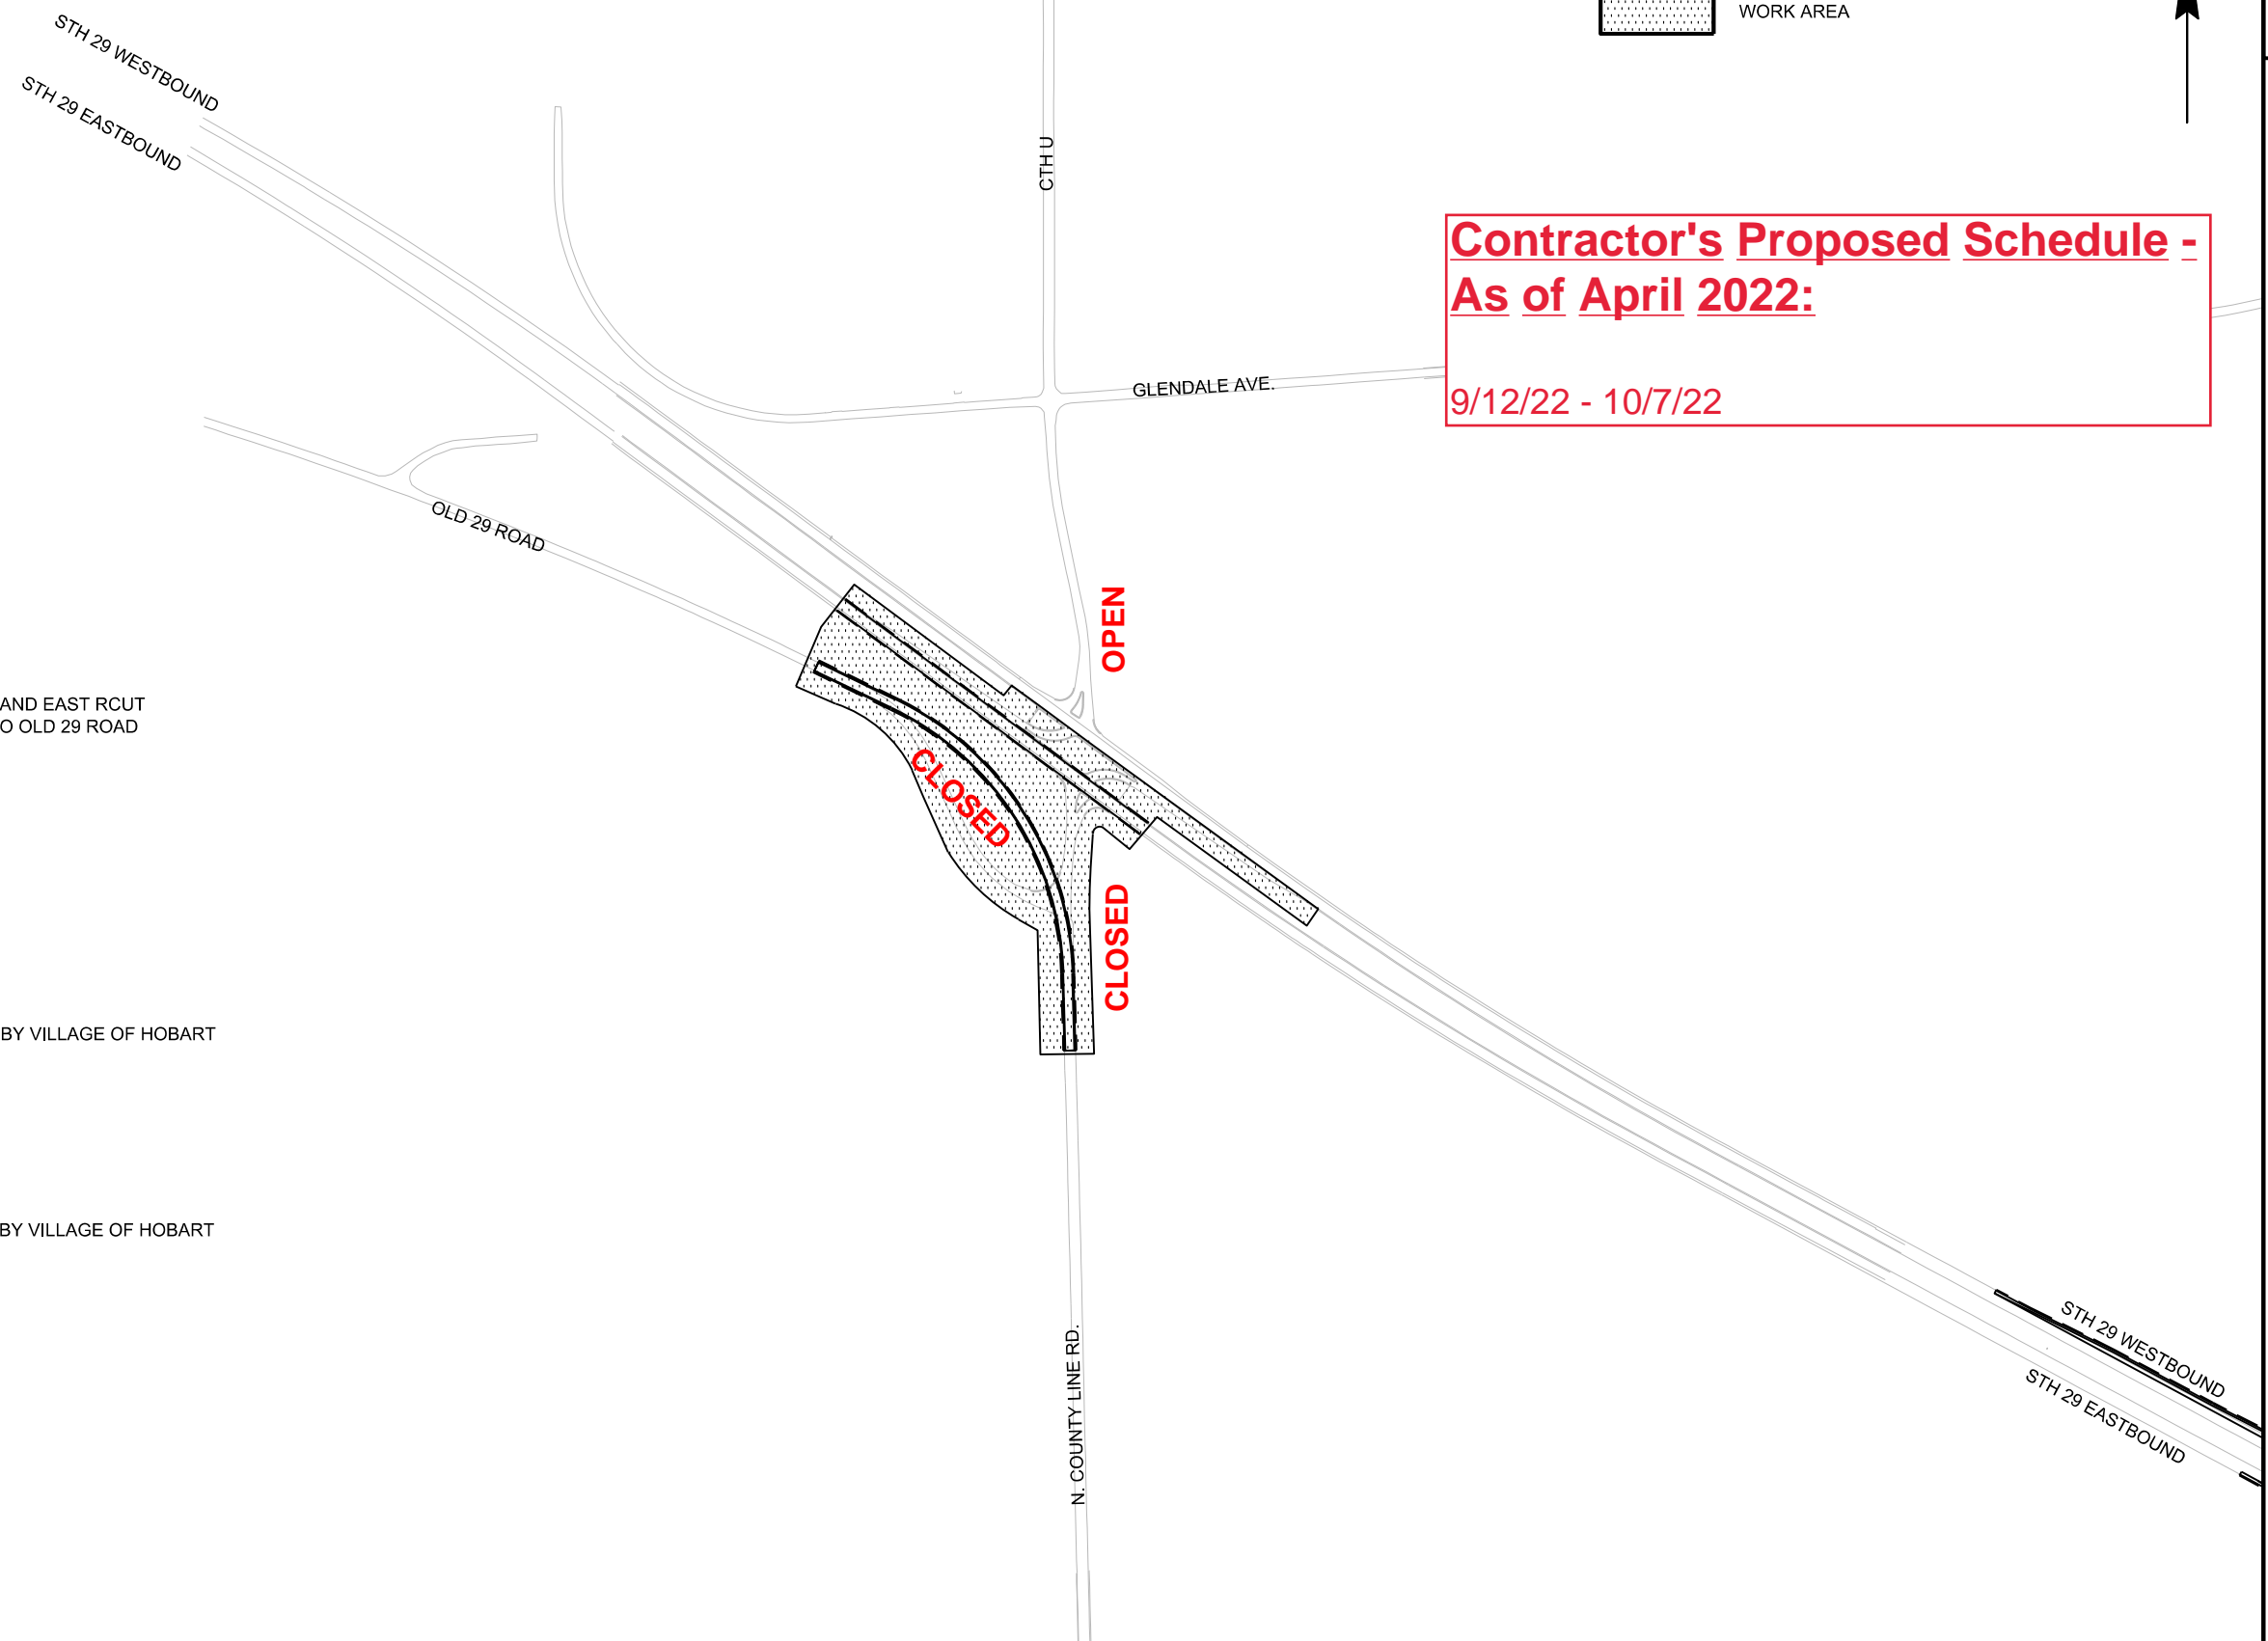 WORK AREA
STH 29 WESTBOUND
STH 29 EASTBOUND
CTH U
Contractor's Proposed Schedule -
As of April 2022:
9/12/22 - 10/7/22
GLENDALE AVE.
OLD 29 ROAD
OPEN
AND EAST RCUT
O OLD 29 ROAD
CLOSED
CLOSED
BY VILLAGE OF HOBART
BY VILLAGE OF HOBART
N. COUNTY LINE RD.
STH 29 WESTBOUND
STH 29 EASTBOUND